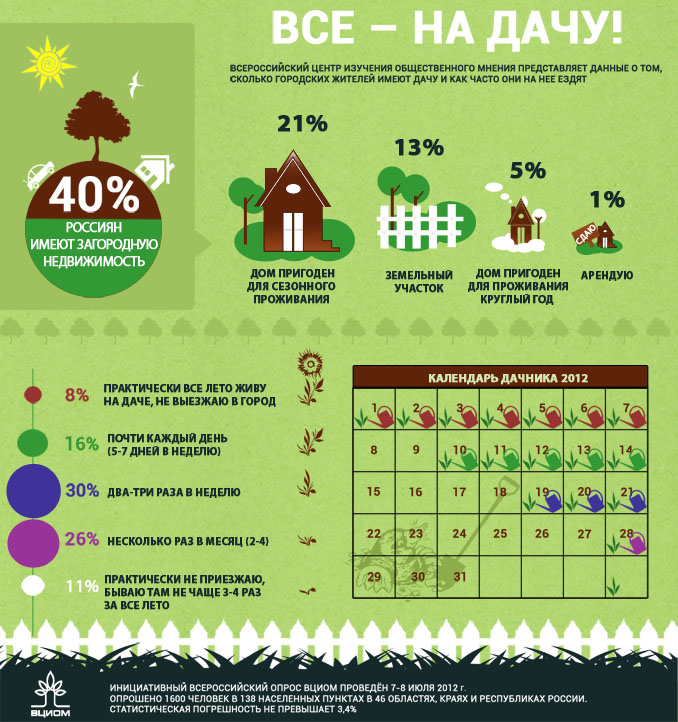 ВСЕ – НА ДАЧУ!
ВСЕРОССИЙСКИЙ ЦЕНТР ИЗУЧЕНИЯ ОБЩЕСТВЕННОГО МНЕНИЯ ПРЕДСТАВЛЯЕТ ДАННЫЕ О ТОМ,
СКОЛЬКО ГОРОДСКИХ ЖИТЕЛЕЙ ИМЕЮТ ДАЧУ И КАК ЧАСТО ОНИ НА НЕЕ ЕЗДЯТ
40%
РОССИЯН
ИМЕЮТ ЗАГОРОДНУЮ
НЕДВИЖИМОСТЬ
21%
ДОМ ПРИГОДЕН
ДЛЯ СЕЗОННОГО
ПРОЖИВАНИЯ
13%
ЗЕМЕЛЬНЫЙ
УЧАСТОК
5%
ДОМ ПРИГОДЕН
ДЛЯ ПРОЖИВАНИЯ
КРУГЛЫЙ ГОД
1%
СДАЮ
АРЕНДУЮ
8%
ПРАКТИЧЕСКИ ВСЕ ЛЕТО ЖИВУ
НА ДАЧЕ, НЕ ВЫЕЗЖАЮ В ГОРОД
16%
ПОЧТИ КАЖДЫЙ ДЕНЬ
(5-7 ДНЕЙ В НЕДЕЛЮ)
30%
ДВА-ТРИ РАЗА В НЕДЕЛЮ
26%
НЕСКОЛЬКО РАЗ В МЕСЯЦ (2-4)
11%
ПРАКТИЧЕСКИ НЕ ПРИЕЗЖАЮ,
БЫВАЮ ТАМ НЕ ЧАЩЕ 3-4 РАЗ
ЗА ВСЕ ЛЕТО
КАЛЕНДАРЬ ДАЧНИКА 2012
1 2 3 4 5 6 7
8 9 10 11 12 13 14
15 16 17 18 19 20 21
22 23 24 25 26 27 28
29 30 31
ВЦИОМ
ИНИЦИАТИВНЫЙ ВСЕРОССИЙСКИЙ ОПРОС ВЦИОМ ПРОВЕДЁН 7-8 ИЮЛЯ 2012 г.
ОПРОШЕНО 1600 ЧЕЛОВЕК В 138 НАСЕЛЕННЫХ ПУНКТАХ В 46 ОБЛАСТЯХ, КРАЯХ И РЕСПУБЛИКАХ РОССИИ.
СТАТИСТИЧЕСКАЯ ПОГРЕШНОСТЬ НЕ ПРЕВЫШАЕТ 3,4%